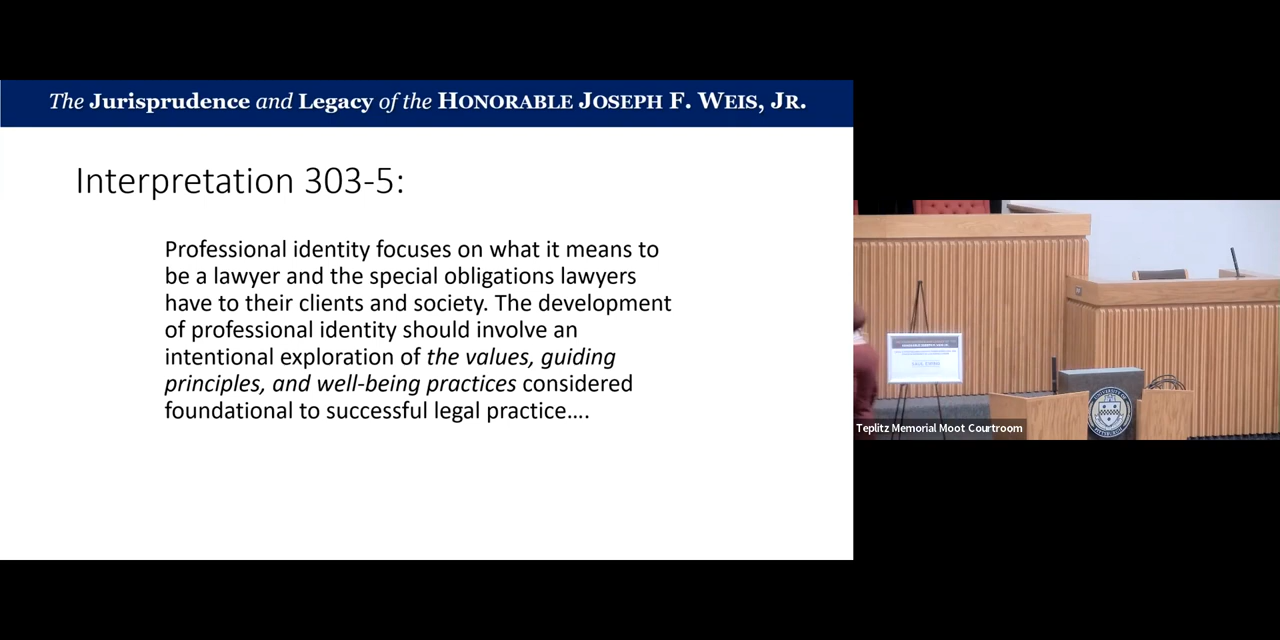 The Jurisprudence and Legacy of the HONORABLE JOSEPH F. WEIS, JR.
Interpretation 303-5:
Professional identity focuses on what it means to
be a lawyer and the special obligations lawyers
have to their clients and society. The development
of professional identity should involve an
intentional exploration of the values, guiding
principles, and well-being practices considered
foundational to successful legal practice….
Teplitz Memorial Moot Courtroom